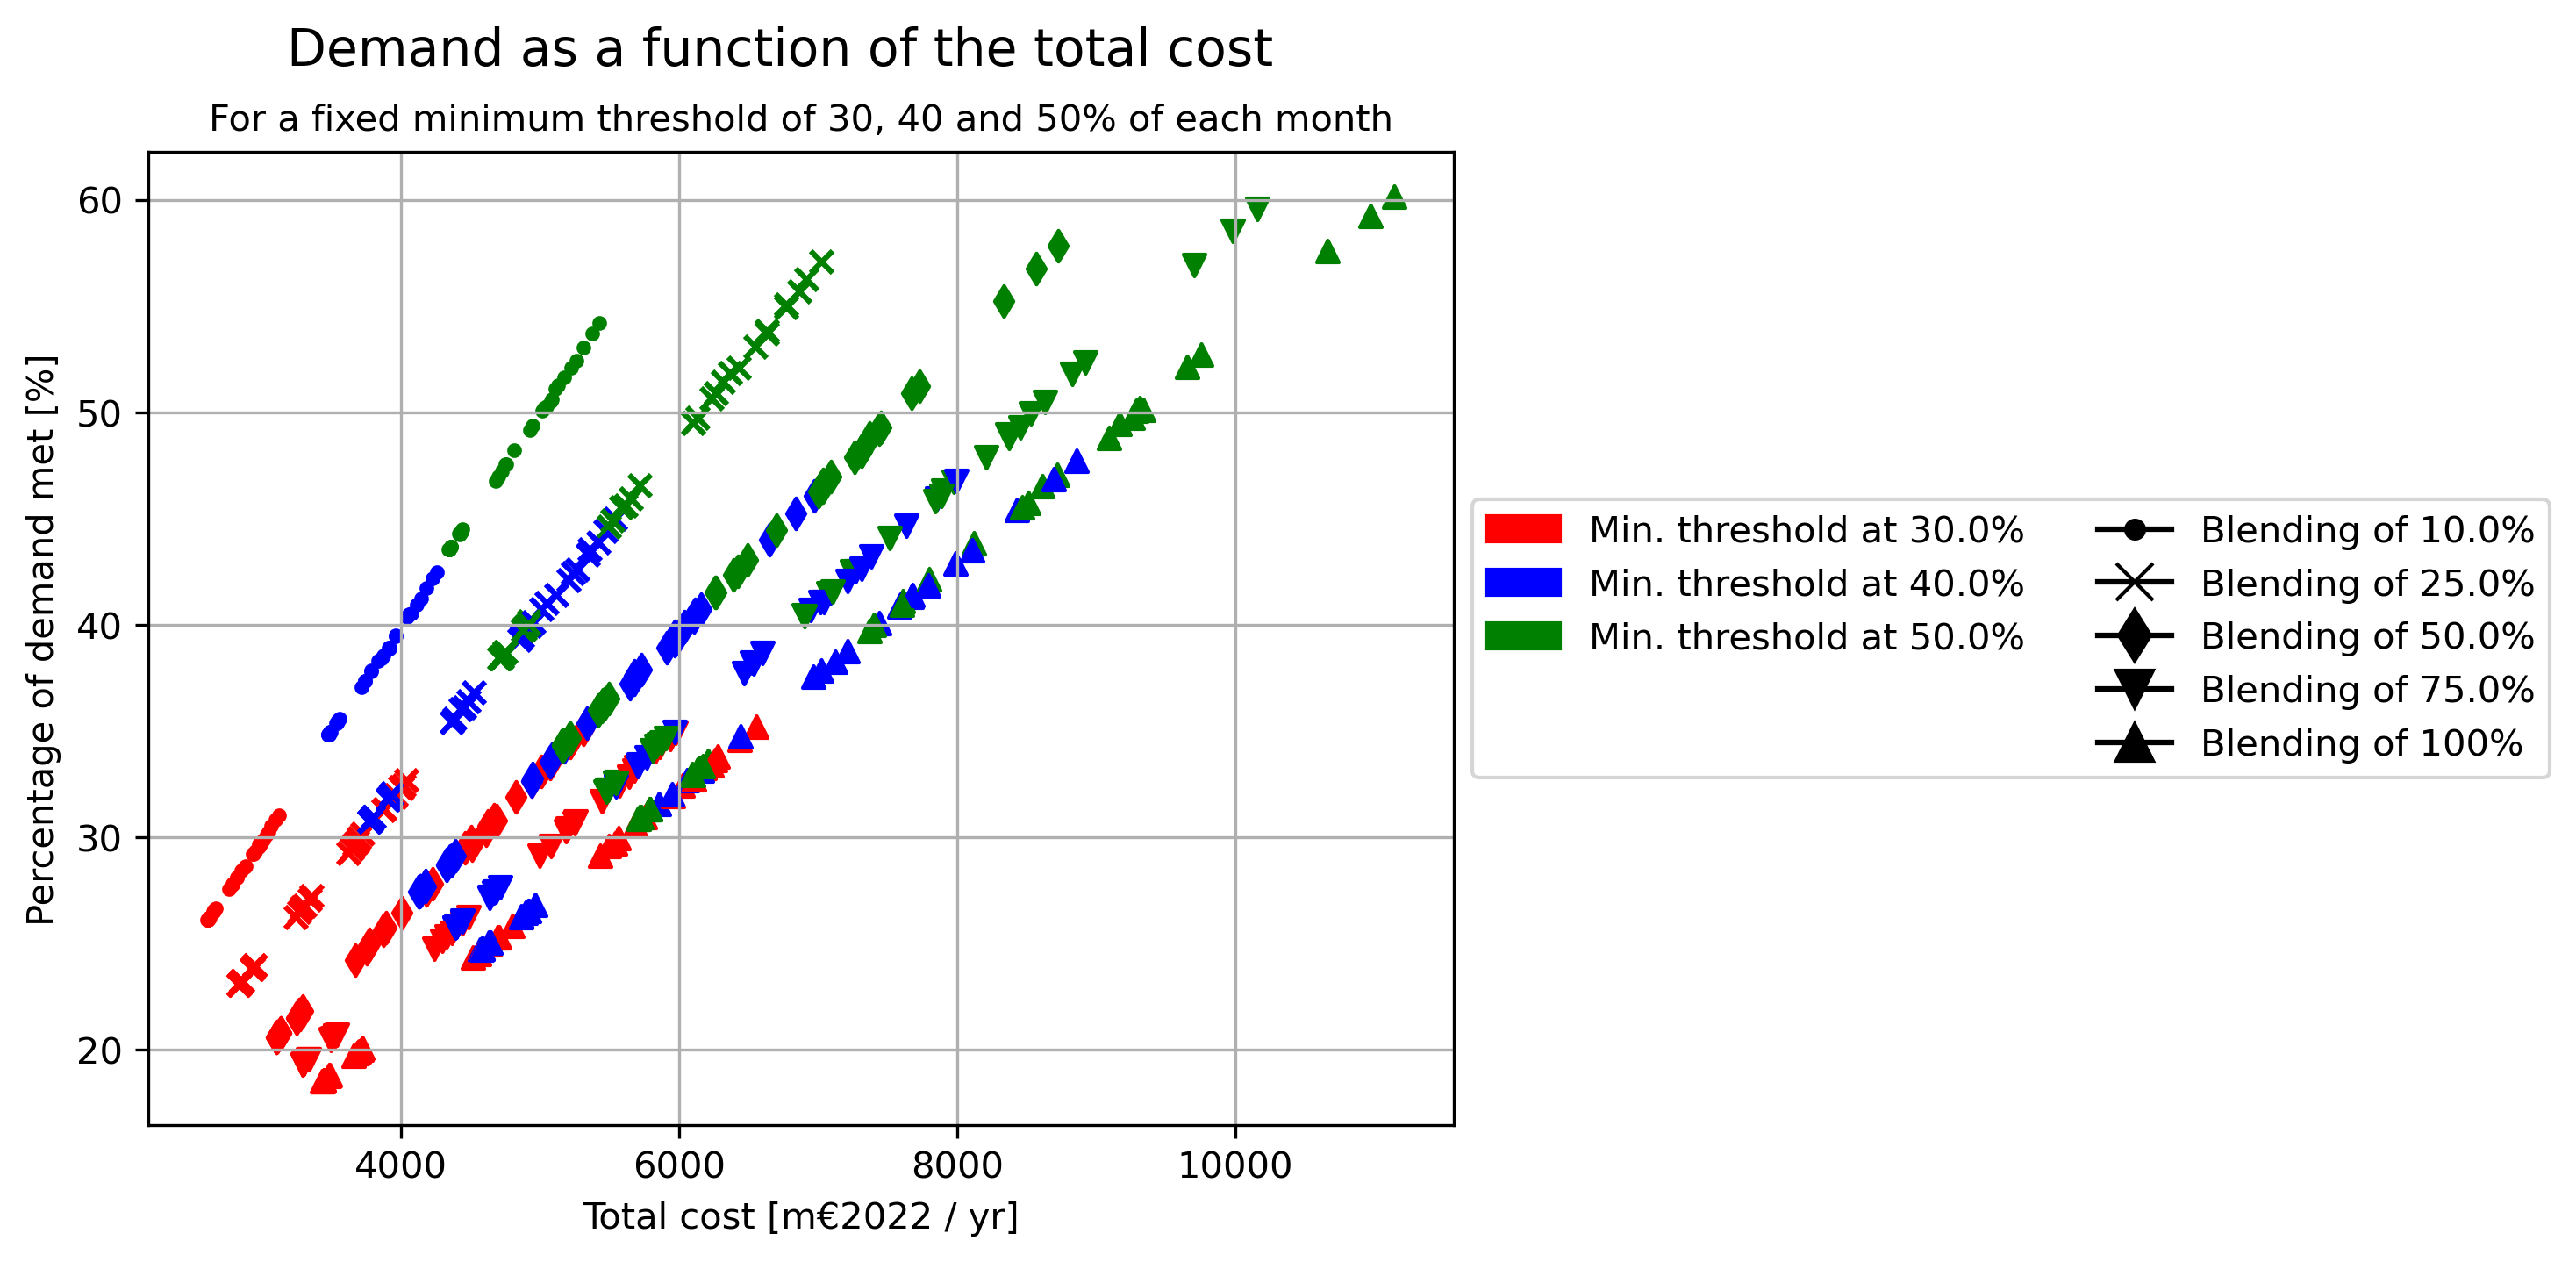 Demand as a function of the total cost
For a fixed minimum threshold of 30, 40 and 50% of each month
Percentage of demand met [%]
60
50
40
30
20
4000
6000
8000
10000
Total cost [m€2022 / yr]
Min. threshold at 30.0%
Min. threshold at 40.0%
Min. threshold at 50.0%
Blending of 10.0%
Blending of 25.0%
Blending of 50.0%
Blending of 75.0%
Blending of 100%